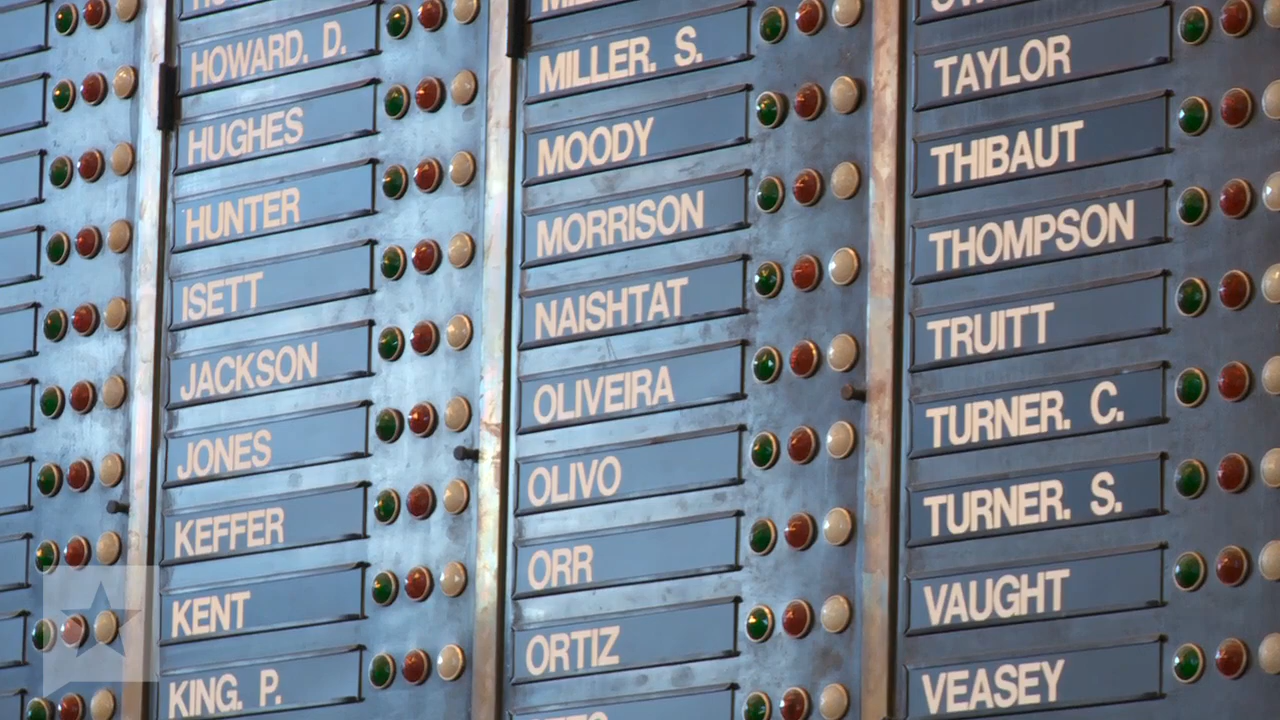 HOWARD. D.
HUGHES
HUNTER
ISETT
JACKSON
JONES
KEFFER
KENT
KING. P.
MILLER. S.
MOODY
MORRISON
NAISHTAT
OLIVEIRA
OLIVO
ORR
ORTIZ
TAYLOR
THIBAUT
THOMPSON
TRUITT
TURNER. C.
TURNER. S.
VAUGHT
VEASEY